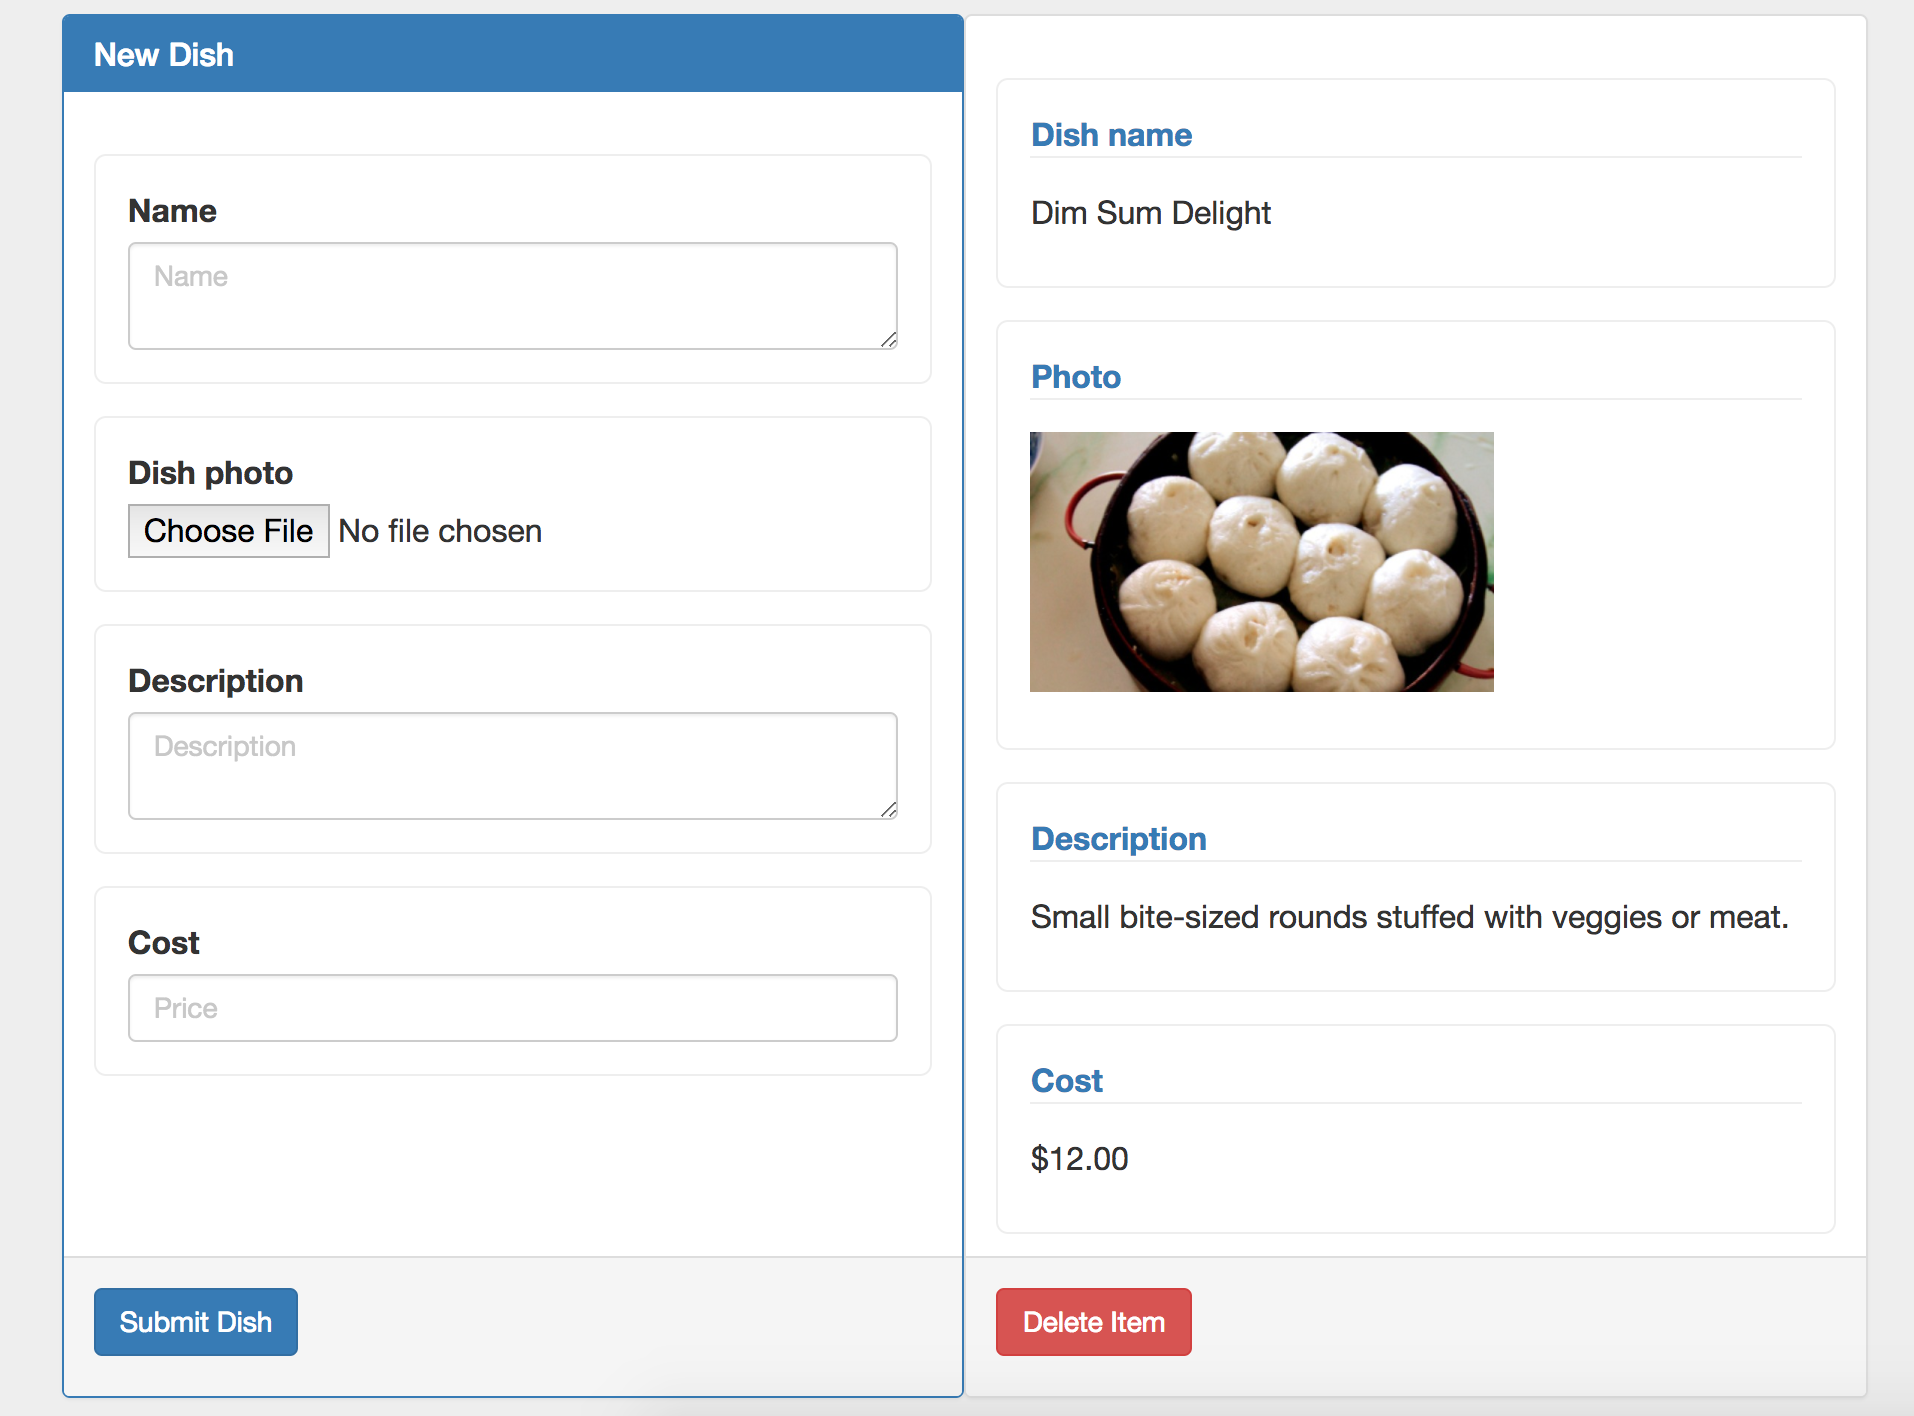 New Dish
Name
Name
Dish photo
Choose File No file chosen
Description
Description
Cost
Price
Submit Dish
Dish name
Dim Sum Delight
Photo
Description
Small bite-sized rounds stuffed with veggies or meat.
Cost
$12.00
Delete Item